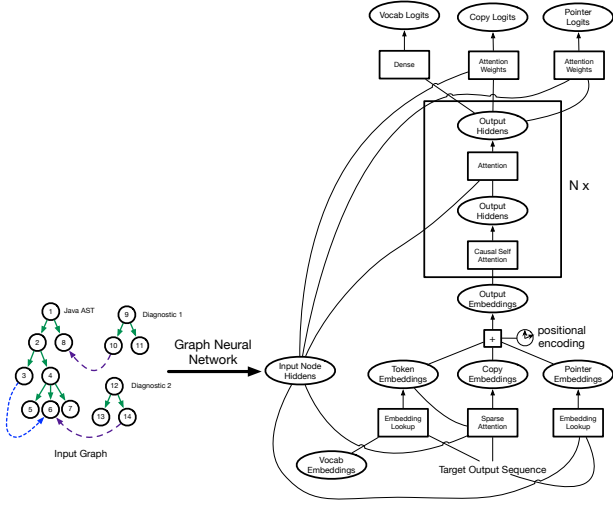 Vocab Logits
Copy Logits
Pointer Logits
Dense
Attention Weights
Attention Weights
Output Hiddens
Attention
N x
Output Hiddens
Causal Self Attention
Output Embeddings
+
positional encoding
1
Java AST
2
8
3
4
5
6
7
9
Diagnostic 1
10
11
12
Diagnostic 2
13
14
Input Graph
Graph Neural Network
Input Node Hiddens
Token Embeddings
Copy Embeddings
Pointer Embeddings
Embedding Lookup
Sparse Attention
Embedding Lookup
Vocab Embeddings
Target Output Sequence